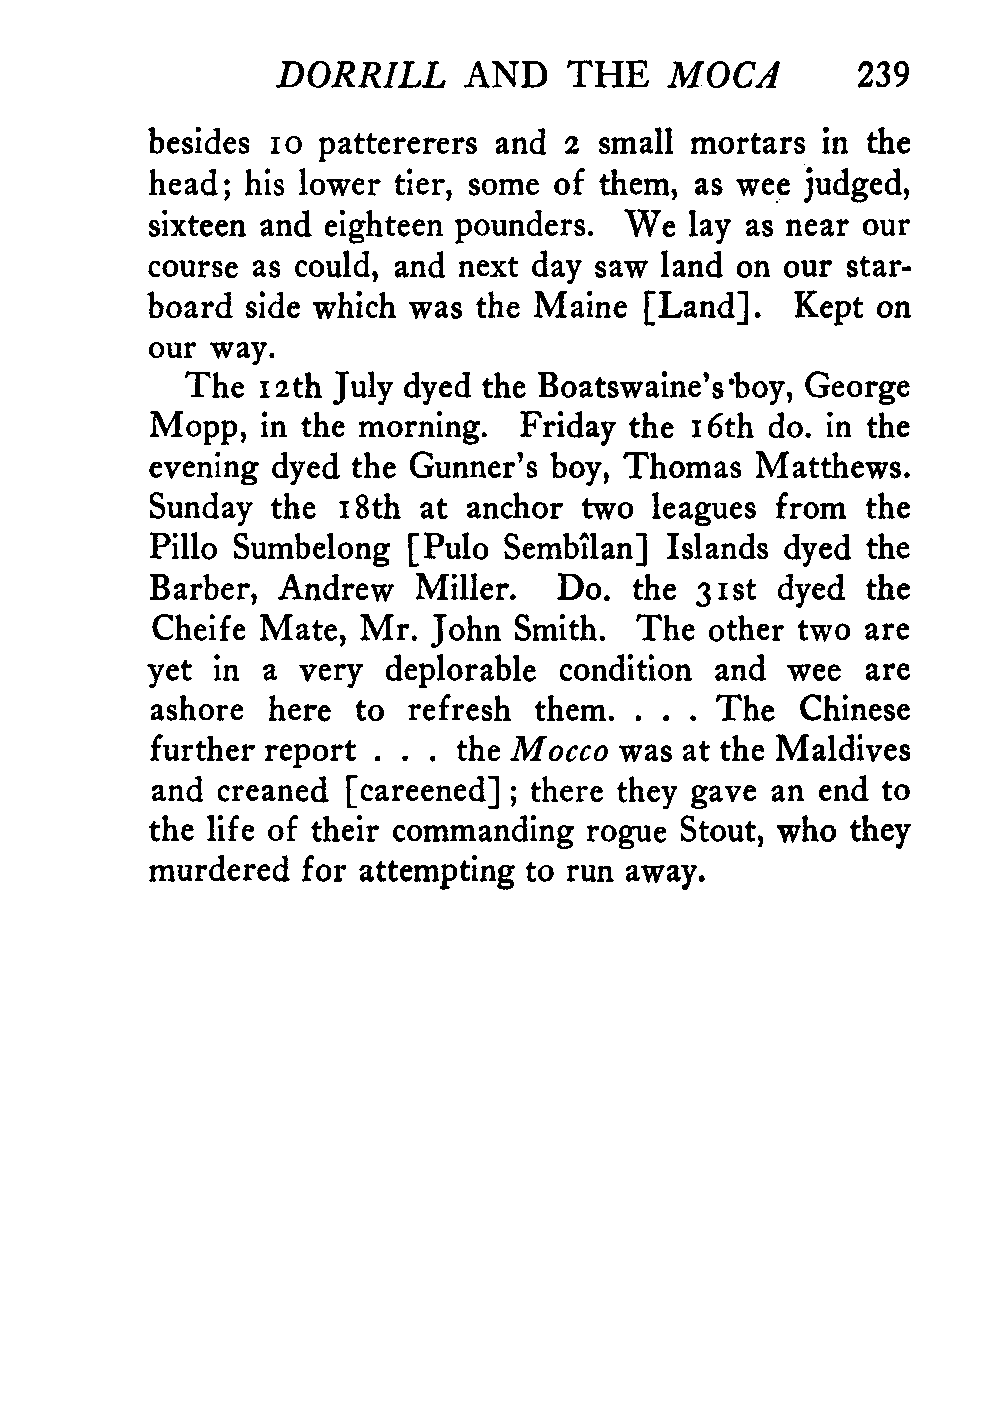 DORRILL AND THE MOCA 239
besides 10 pattererers and 2 small mortars in the
head; his lower tier, some of them, as wee judged,
sixteen and eighteen pounders. We lay as near our
course as could, and next day saw land on our star-
board side which was the Maine [Land]. Kept on
our way.
The 12th July dyed the Boatswaine's boy, George
Mopp, in the morning. Friday the 16th do. in the
evening dyed the Gunner's boy, Thomas Matthews.
Sunday the 18th at anchor two leagues from the
Pillo Sumbelong [Pulo Sembîlan] Islands dyed the
Barber, Andrew Miller. Do. the 31st dyed the
Cheife Mate, Mr. John Smith. The other two are
yet in a very deplorable condition and wee are
ashore here to refresh them. . . . The Chinese
further report . . . the Mocco was at the Maldives
and creaned [careened]; there they gave an end to
the life of their commanding rogue Stout, who they
murdered for attempting to run away.